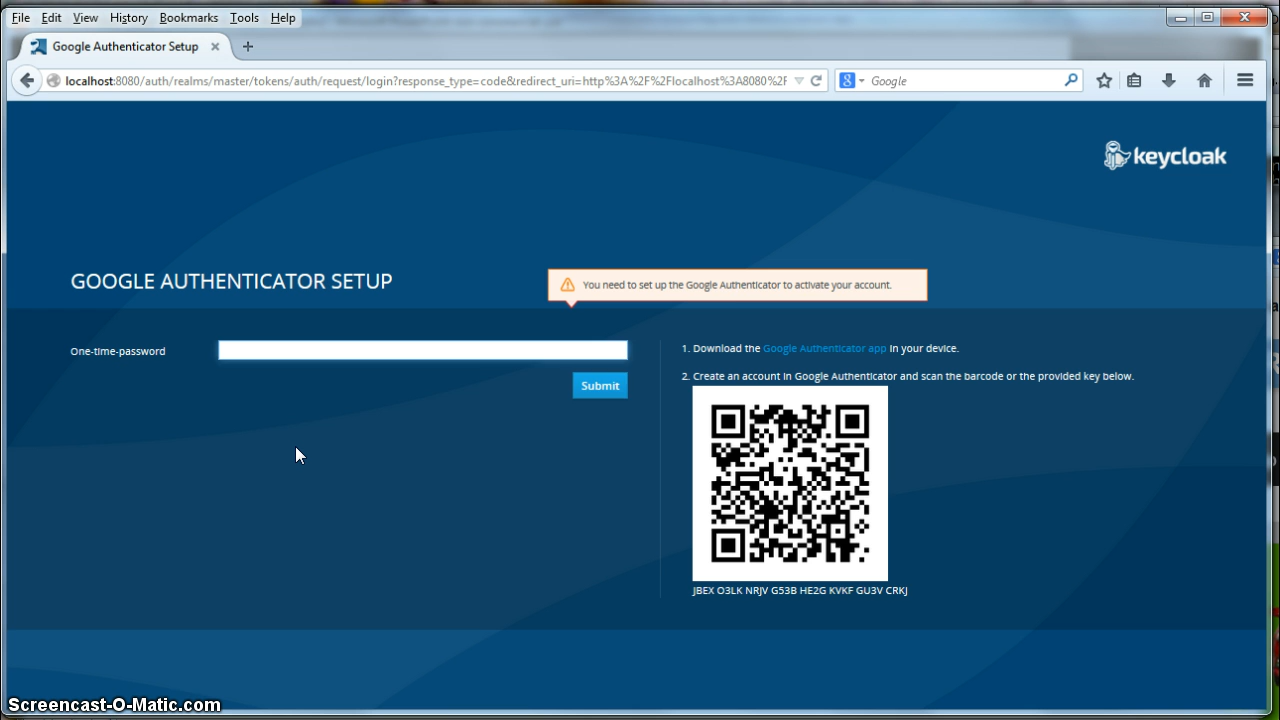 File Edit View History Bookmarks Tools Help
Google Authenticator Setup
localhost:8080/auth/realms/master/tokens/auth/request/login?response_type=code&redirect_uri=http%3A%2F%2Flocalhost%3A8080%2F
Google
keycloak
GOOGLE AUTHENTICATOR SETUP
You need to set up the Google Authenticator to activate your account.
One-time-password
Submit
1. Download the Google Authenticator app in your device.
2. Create an account in Google Authenticator and scan the barcode or the provided key below.
JBEX O3LK NRJV G53B HE2G KVKF GU3V CRKJ
Screencast-O-Matic.com